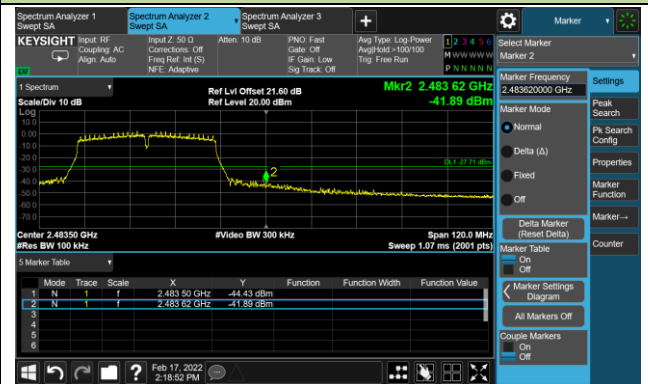 Spectrum Analyzer 1
Swept SA
Spectrum Analyzer 2
Swept SA
Spectrum Analyzer 3
Swept SA
+
Marker
KEYSIGHT
Input: RF
Coupling: AC
Align: Auto
Input Z: 50 Ω
Corrections: Off
Freq Ref: Int (S)
NFE: Adaptive
Atten: 10 dB
PNO: Fast
Gate: Off
IF Gain: Low
Sig Track: Off
Avg Type: Log-Power
Avg|Hold:>100/100
Trig: Free Run
1 2 3 4 5 6
M W W W W W
P N N N N N
LXI
Select Marker
Marker 2
1 Spectrum
Scale/Div 10 dB
Ref Lvl Offset 21.60 dB
Ref Level 20.00 dBm
Mkr2 2.483 62 GHz
-41.89 dBm
Log
10.0
0.00
-10.0
-20.0
-30.0
-40.0
-50.0
-60.0
-70.0
DL1 -27.71 dBm
2
Center 2.48350 GHz
#Res BW 100 kHz
#Video BW 300 kHz
Span 120.0 MHz
Sweep 1.07 ms (2001 pts)
5 Marker Table
Mode Trace Scale X Y Function Function Width Function Value
1 N 1 f 2.483 50 GHz -44.43 dBm
2 N 1 f 2.483 62 GHz -41.89 dBm
3
4
5
6
Marker Frequency
2.483620000 GHz
Marker Mode
Normal
Delta (Δ)
Fixed
Off
Delta Marker
(Reset Delta)
Marker Table
On
Off
Marker Settings
Diagram
All Markers Off
Couple Markers
On
Off
Settings
Peak
Search
Pk Search
Config
Properties
Marker
Function
Marker→
Counter
?
Feb 17, 2022
2:18:52 PM